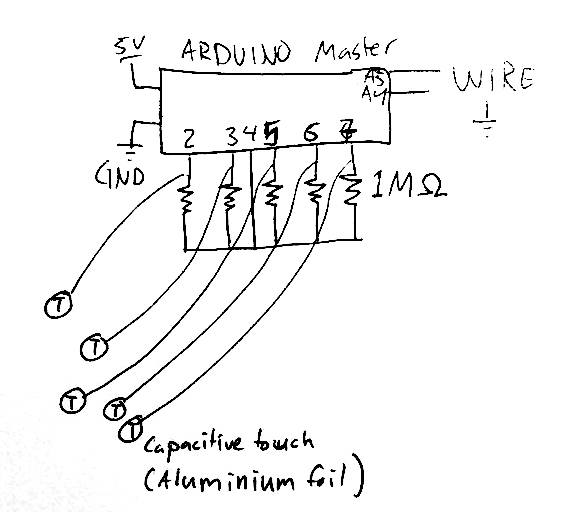 5V
ARDUINO Master
A5
A4
WIRE
2 3 4 5 6 7
GND
1MΩ
T
T
T
T
T
Capacitive touch
(Aluminium foil)